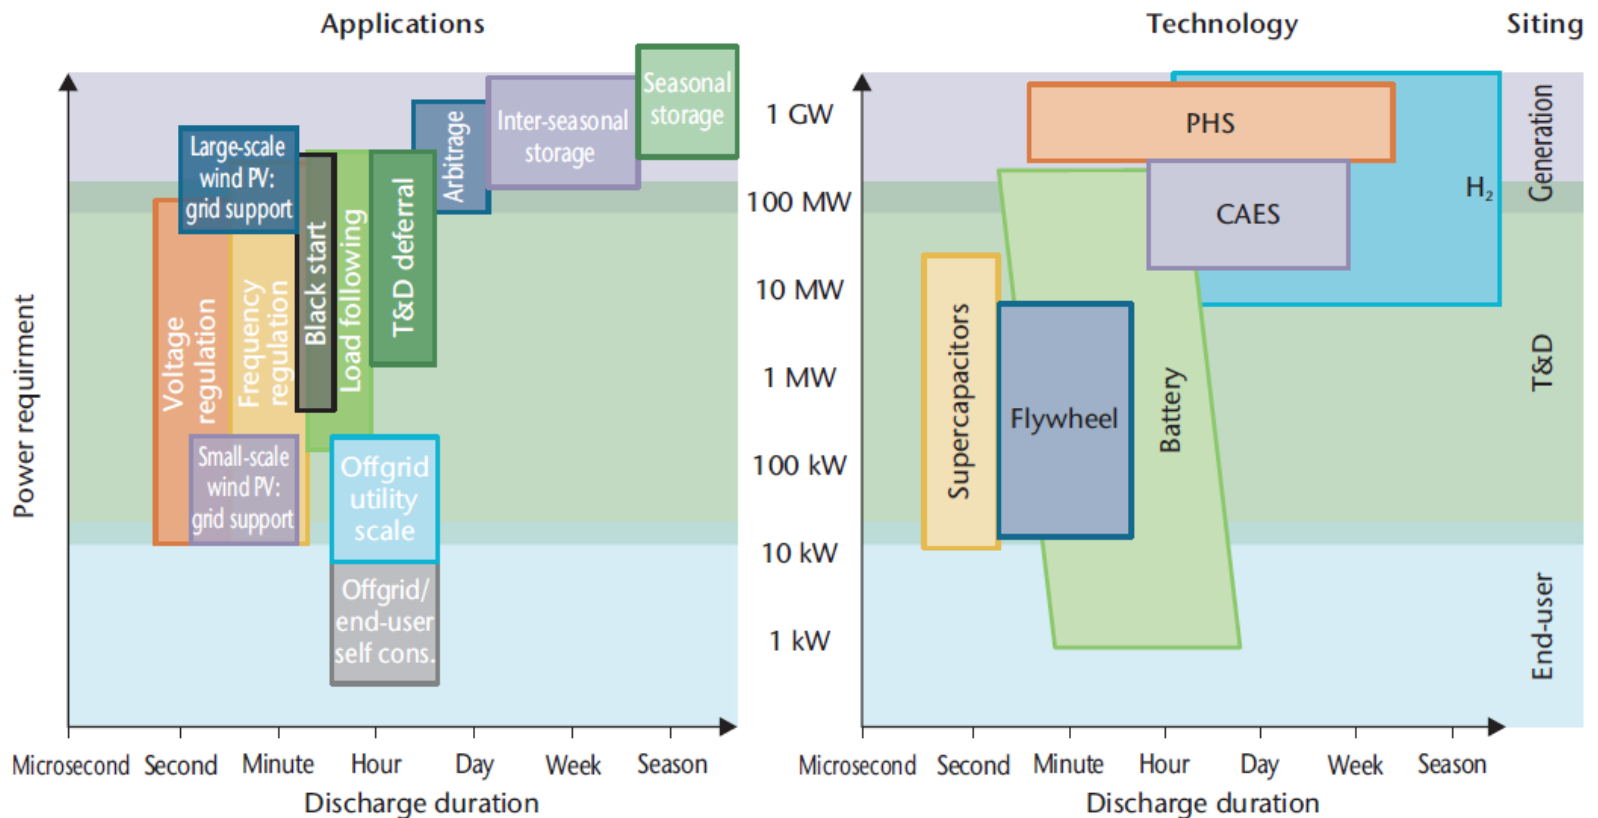 Applications
Technology
Siting
Power requirment
Large-scale
wind PV:
grid support
Voltage
regulation
Frequency
regulation
Small-scale
wind PV:
grid support
Black start
Load following
T&D deferral
Arbitrage
Inter-seasonal
storage
Seasonal
storage
Offgrid
utility
scale
Offgrid/
end-user
self cons.
Microsecond
Second
Minute
Hour
Day
Week
Season
Discharge duration
1 GW
100 MW
10 MW
1 MW
100 kW
10 kW
1 kW
PHS
H2
CAES
Supercapacitors
Flywheel
Battery
Microsecond
Second
Minute
Hour
Day
Week
Season
Discharge duration
Generation
T&D
End-user